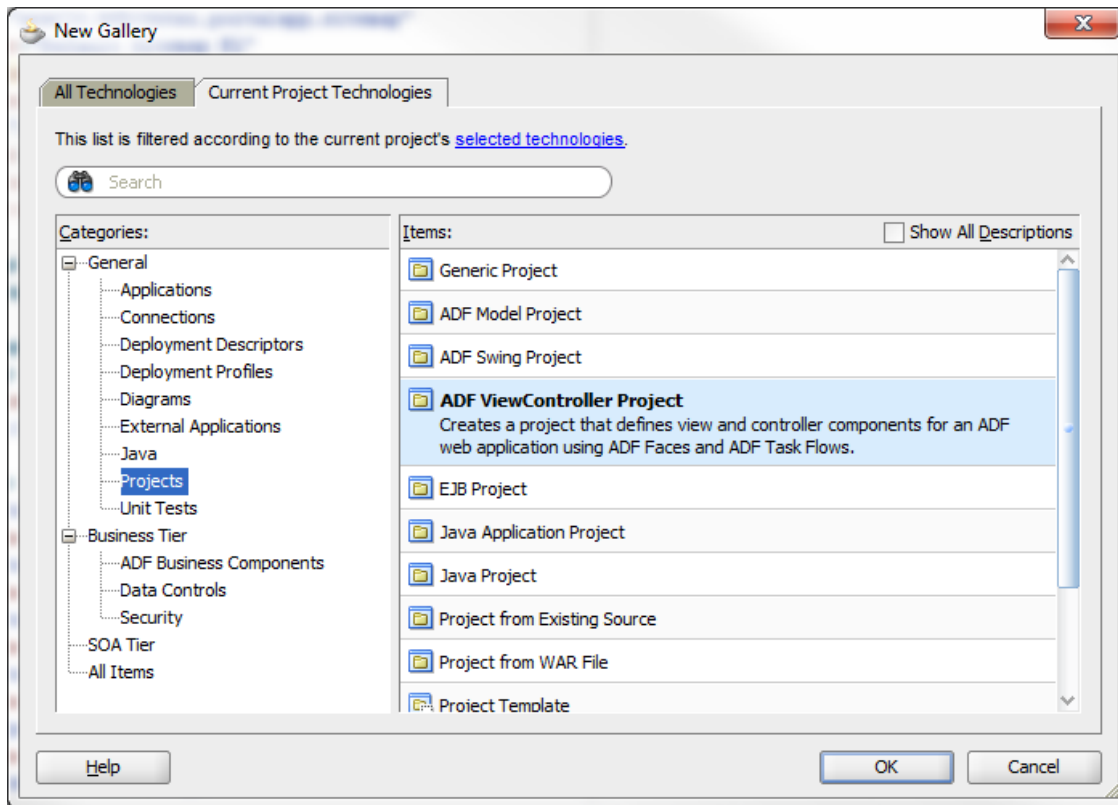 New Gallery
All Technologies
Current Project Technologies
This list is filtered according to the current project's selected technologies.
Search
Categories:
General
Applications
Connections
Deployment Descriptors
Deployment Profiles
Diagrams
External Applications
Java
Projects
Unit Tests
Business Tier
ADF Business Components
Data Controls
Security
SOA Tier
All Items
Items:
Show All Descriptions
Generic Project
ADF Model Project
ADF Swing Project
ADF ViewController Project
Creates a project that defines view and controller components for an ADF
web application using ADF Faces and ADF Task Flows.
EJB Project
Java Application Project
Java Project
Project from Existing Source
Project from WAR File
Project Template
Help
OK
Cancel